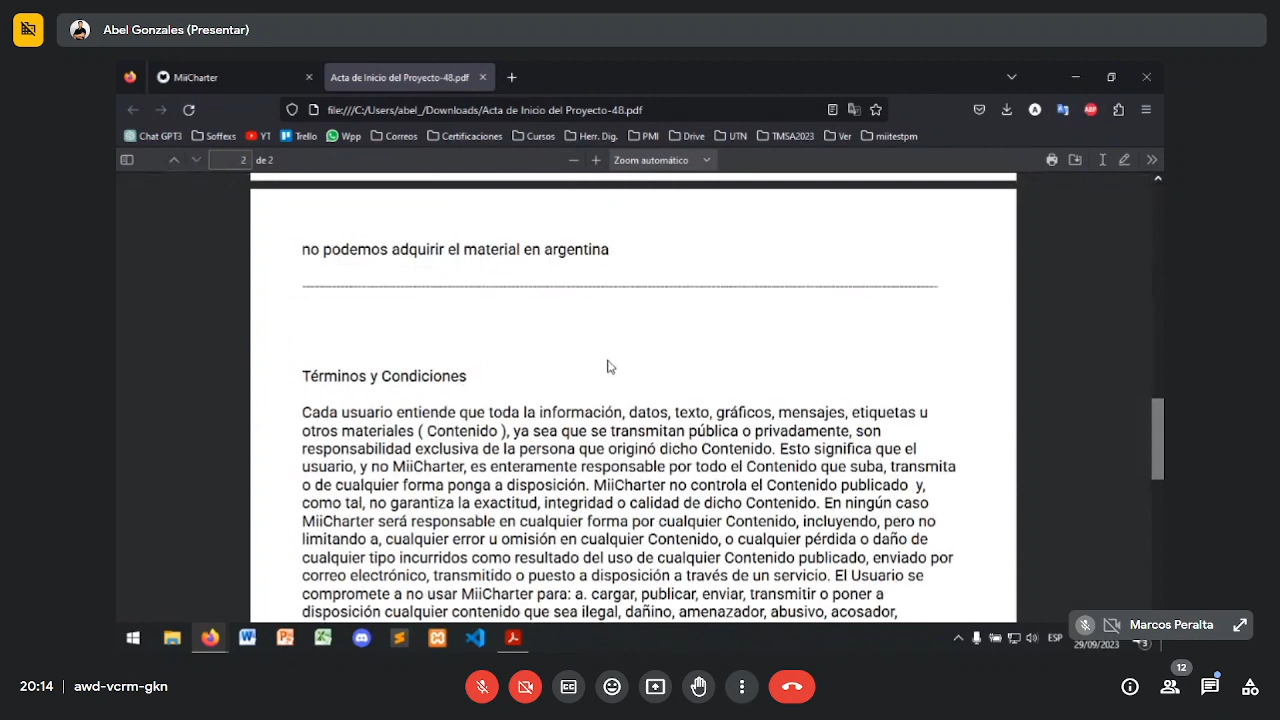 Abel Gonzales (Presentar)
MiiCharter
Acta de Inicio del Proyecto-48.pdf
file:///C:/Users/abel_/Downloads/Acta de Inicio del Proyecto-48.pdf
Chat GPT3 Soffexs YT Trello Wpp Correos Certificaciones Cursos Herr. Dig. PMI Drive UTN TMSA2023 Ver miitestpm
2 de 2 Zoom automático
no podemos adquirir el material en argentina
Términos y Condiciones
Cada usuario entiende que toda la información, datos, texto, gráficos, mensajes, etiquetas u
otros materiales ( Contenido ), ya sea que se transmitan pública o privadamente, son
responsabilidad exclusiva de la persona que originó dicho Contenido. Esto significa que el
usuario, y no MiiCharter, es enteramente responsable por todo el Contenido que suba, transmita
o de cualquier forma ponga a disposición. MiiCharter no controla el Contenido publicado y,
como tal, no garantiza la exactitud, integridad o calidad de dicho Contenido. En ningún caso
MiiCharter será responsable en cualquier forma por cualquier Contenido, incluyendo, pero no
limitando a, cualquier error u omisión en cualquier Contenido, o cualquier pérdida o daño de
cualquier tipo incurridos como resultado del uso de cualquier Contenido publicado, enviado por
correo electrónico, transmitido o puesto a disposición a través de un servicio. El Usuario se
compromete a no usar MiiCharter para: a. cargar, publicar, enviar, transmitir o poner a
disposición cualquier contenido que sea ilegal, dañino, amenazador, abusivo, acosador,
Marcos Peralta
ESP
29/09/2023
3
20:14 awd-vcrm-gkn
12